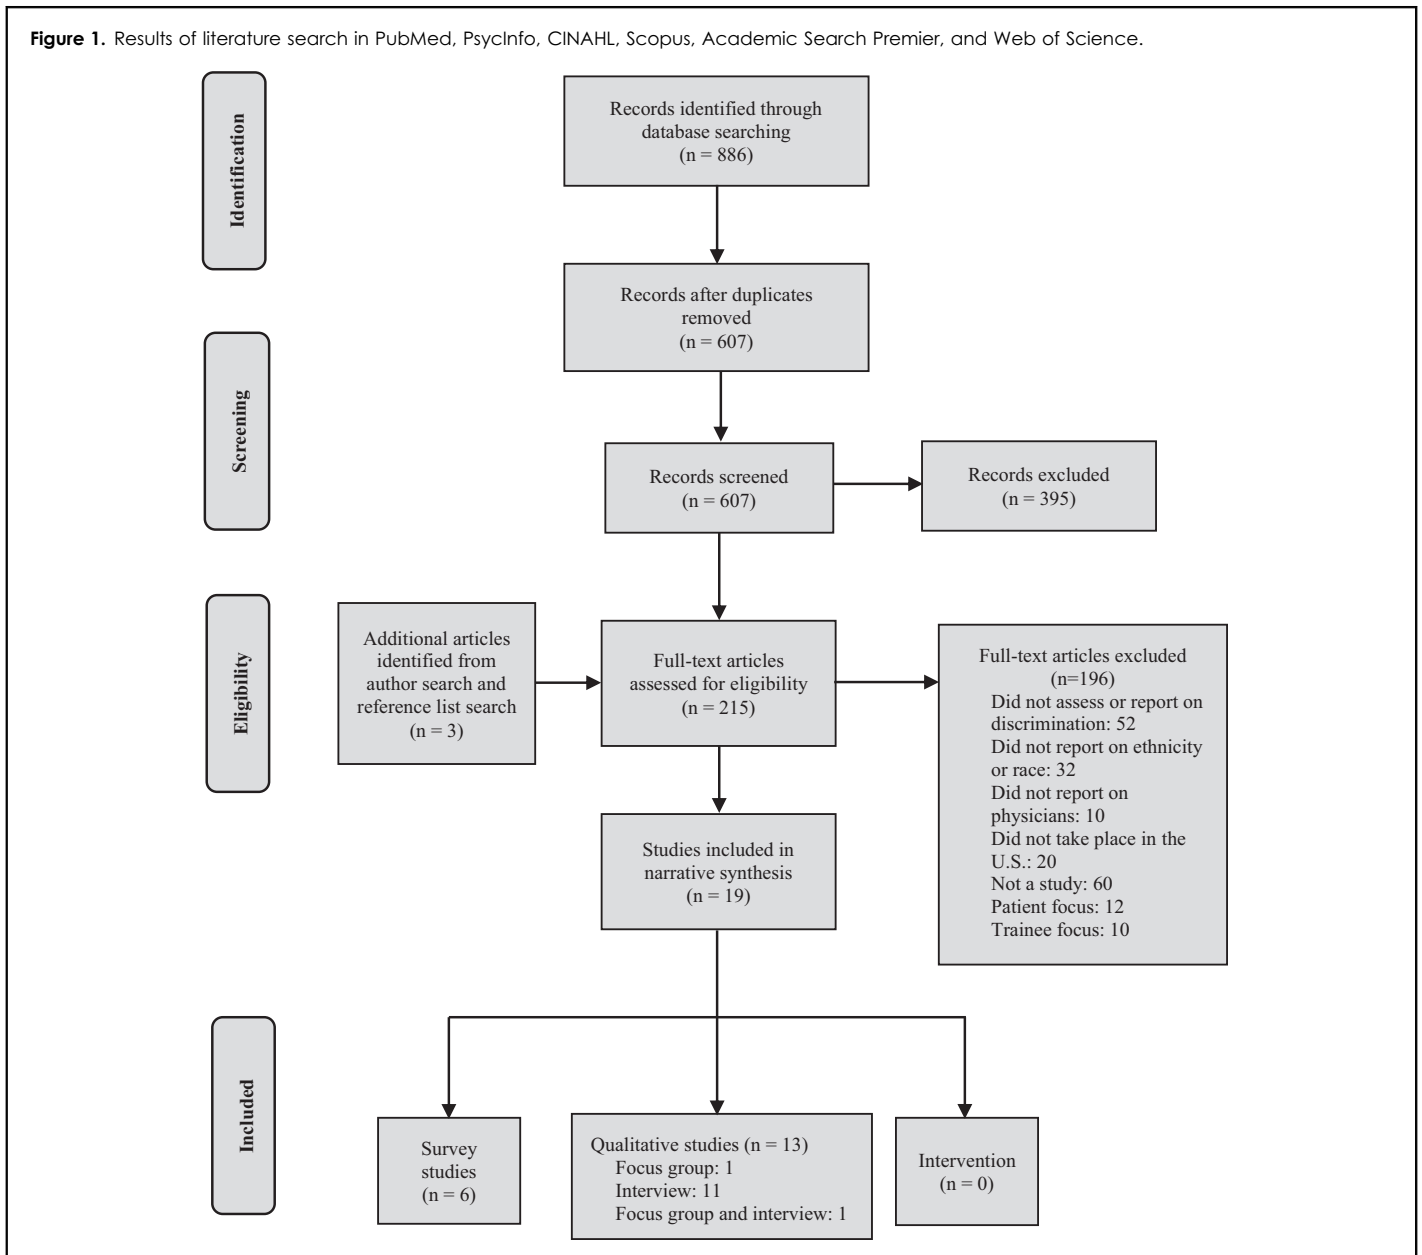 Figure 1. Results of literature search in PubMed, PsycInfo, CINAHL, Scopus, Academic Search Premier, and Web of Science.
Identification
Records identified through
database searching
(n = 886)
Records after duplicates
removed
(n = 607)
Screening
Records screened
(n = 607)
Records excluded
(n = 395)
Eligibility
Additional articles
identified from
author search and
reference list search
(n = 3)
Full-text articles
assessed for eligibility
(n = 215)
Full-text articles excluded
(n=196)
Did not assess or report on
discrimination: 52
Did not report on ethnicity
or race: 32
Did not report on
physicians: 10
Did not take place in the
U.S.: 20
Not a study: 60
Patient focus: 12
Trainee focus: 10
Studies included in
narrative synthesis
(n = 19)
Included
Survey
studies
(n = 6)
Qualitative studies (n = 13)
Focus group: 1
Interview: 11
Focus group and interview: 1
Intervention
(n = 0)